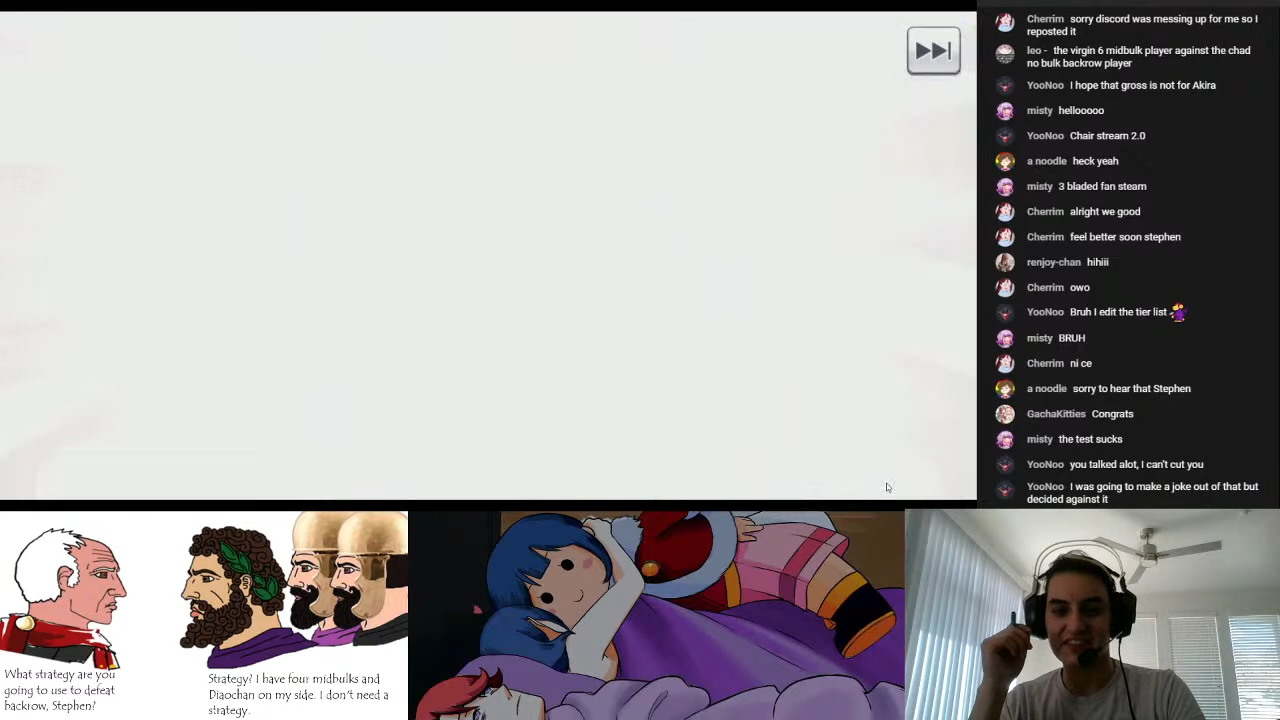 Cherrim sorry discord was messing up for me so I
reposted it
leo - the virgin 6 midbulk player against the chad
no bulk backrow player
YooNoo I hope that gross is not for Akira
misty hellooooo
YooNoo Chair stream 2.0
a noodle heck yeah
misty 3 bladed fan steam
Cherrim alright we good
Cherrim feel better soon stephen
renjoy-chan hihiii
Cherrim owo
YooNoo Bruh I edit the tier list
misty BRUH
Cherrim ni ce
a noodle sorry to hear that Stephen
GachaKitties Congrats
misty the test sucks
YooNoo you talked alot, I can't cut you
YooNoo I was going to make a joke out of that but
decided against it
What strategy are you
going to use to defeat
backrow, Stephen?
Strategy? I have four midbulks and
Diaochan on my side. I don't need a
strategy.